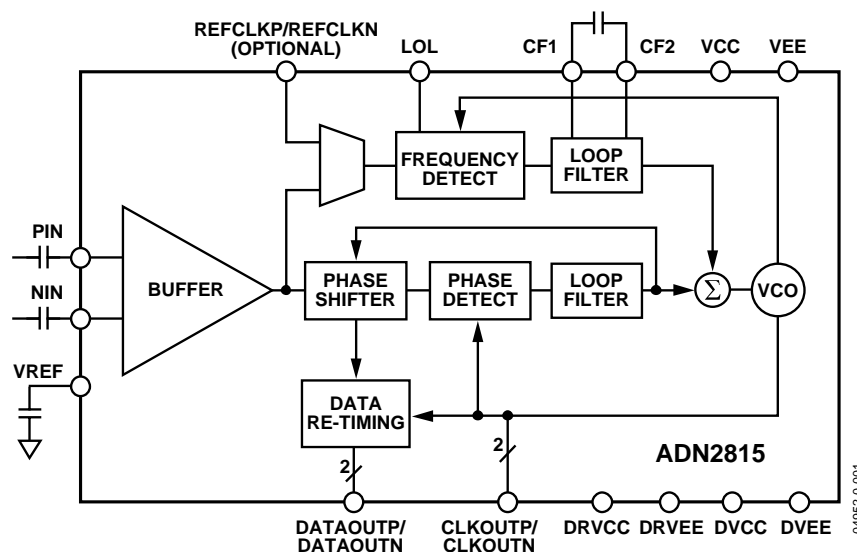 REFCLKP/REFCLKN
(OPTIONAL)
LOL
CF1
CF2
VCC
VEE
FREQUENCY
DETECT
LOOP
FILTER
PIN
NIN
BUFFER
PHASE
SHIFTER
PHASE
DETECT
LOOP
FILTER
Σ
VCO
VREF
DATA
RE-TIMING
2
2
ADN2815
DATAOUTP/
DATAOUTN
CLKOUTP/
CLKOUTN
DRVCC
DRVEE
DVCC
DVEE